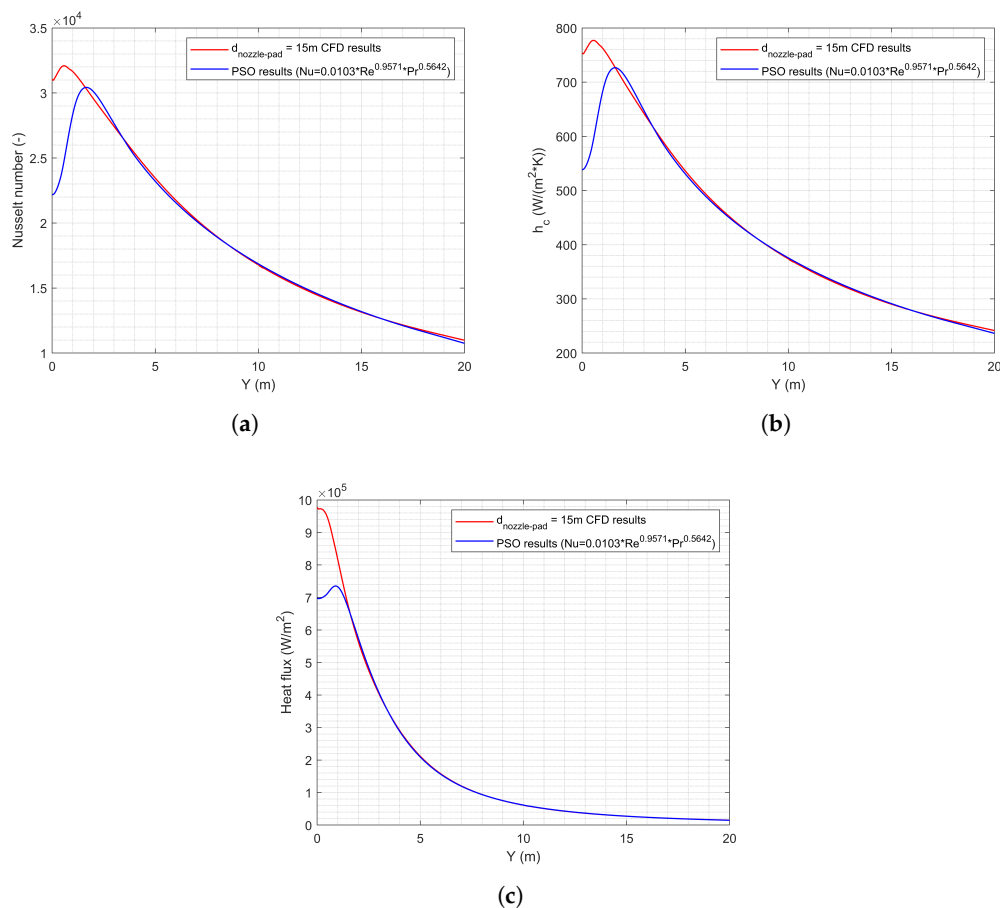 ×10⁴
3.5
3
2.5
2
1.5
1
Nusselt number (-)
0 5 10 15 20
Y (m)
d_nozzle-pad = 15m CFD results
PSO results (Nu=0.0103*Re^0.9571*Pr^0.5642)
(a)
800
700
600
500
400
300
200
h_c (W/(m²*K))
0 5 10 15 20
Y (m)
d_nozzle-pad = 15m CFD results
PSO results (Nu=0.0103*Re^0.9571*Pr^0.5642)
(b)
×10⁵
10
9
8
7
6
5
4
3
2
1
0
Heat flux (W/m²)
0 5 10 15 20
Y (m)
d_nozzle-pad = 15m CFD results
PSO results (Nu=0.0103*Re^0.9571*Pr^0.5642)
(c)